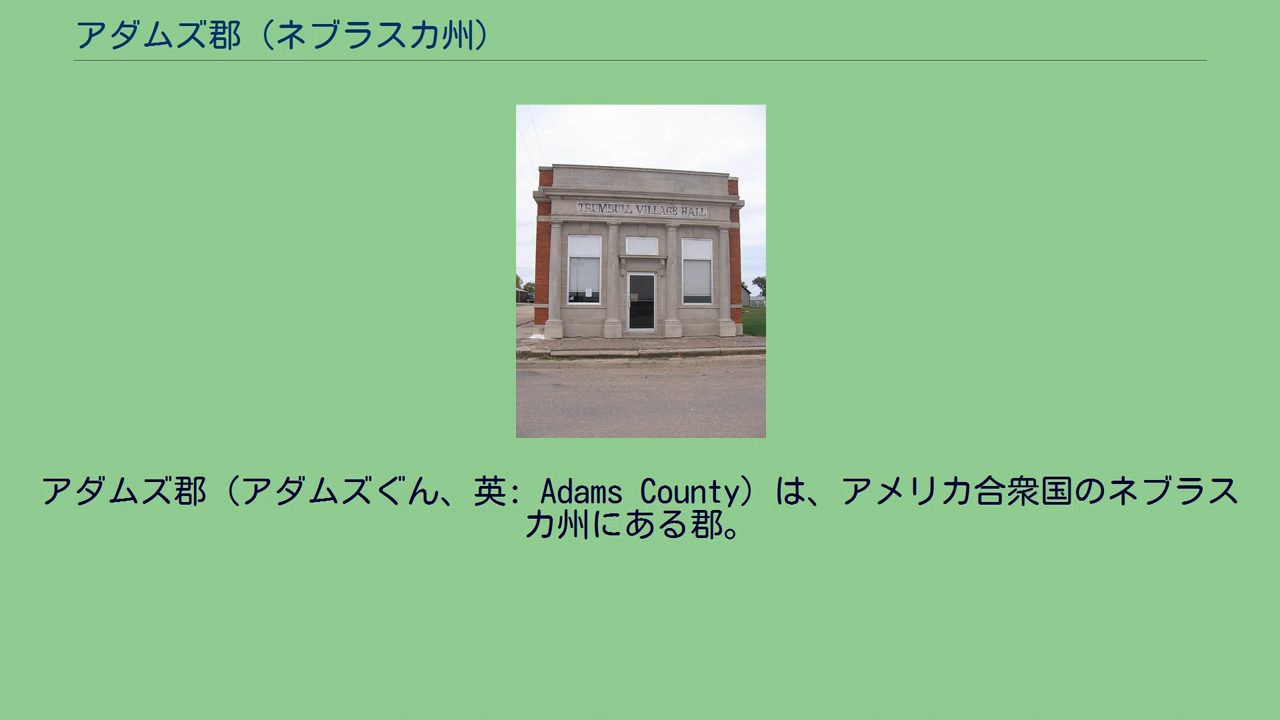 アダムズ郡（ネブラスカ州）
TRUMBULL VILLAGE HALL
アダムズ郡（アダムズぐん、英: Adams County）は、アメリカ合衆国のネブラス
カ州にある郡。